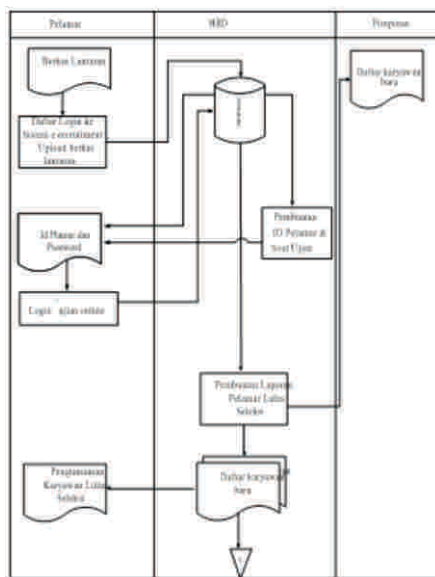 Pelamar
HRD
Pimpinan
Berkas Lamaran
Daftar karyawan
baru
Daftar Login ke
Sistem e-recruitment
Upload berkas
lamaran
Id Pelamar dan
Password
Pembuatan
ID Pelamar &
Soal Ujian
Login ujian online
Pembuatan Laporan
Pelamar Lulus
Seleksi
Pengumuman
Karyawan Lulus
Seleksi
Daftar karyawan
baru